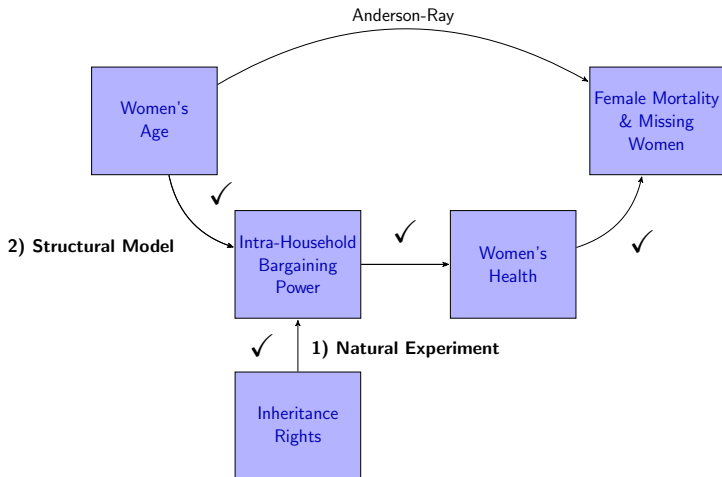 Anderson-Ray
Women's
Age
Female Mortality
& Missing
Women
✓
2) Structural Model
Intra-Household
Bargaining
Power
✓
Women's
Health
✓
✓
1) Natural Experiment
Inheritance
Rights